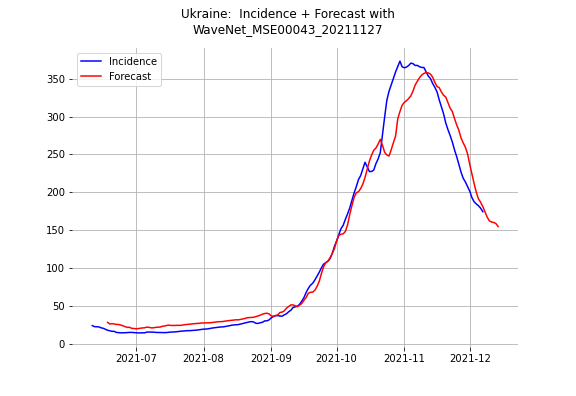 Ukraine:  Incidence + Forecast with
WaveNet_MSE00043_20211127
Incidence
Forecast
350
300
250
200
150
100
50
0
2021-07 2021-08 2021-09 2021-10 2021-11 2021-12